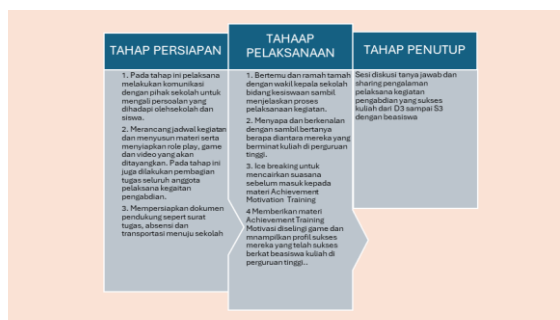 TAHAP PERSIAPAN
1. Pada tahap ini pelaksana
melakukan komunikasi
dengan pihak sekolah untuk
mengali persoalan yang
dihadapi olehsekolah dan
siswa.
2. Merancang jadwal kegiatan
dan menyusun materi serta
menyiapkan role play, game
dan video yang akan
ditayangkan. Pada tahap ini
juga dilakukan pembagian
tugas seluruh anggota
pelaksana kegaitan
pengabdian.
3. Mempersiapkan dokumen
pendukung sepert surat
tugas, absensi dan
transportasi menuju sekolah
TAHAAP
PELAKSANAAN
1. Bertemu dan ramah tamah
dengan wakil kepala sekolah
bidang kesiswaan sambil
menjelaskan proses
pelaksanaan kegiatan.
2. Menyapa dan berkenalan
dengan sambil bertanya
berapa diantara mereka yang
berminat kuliah di perguruan
tinggi.
3. Ice breaking untuk
mencairkan suasana
sebelum masuk kepada
materi Achievement
Motivation Training
4 Memberikan materi
Achievement Training
Motivasi diselingi game dan
mnampilkan profil sukses
mereka yang telah sukses
berkat beasiswa kuliah di
perguruan tinggi...
TAHAP PENUTUP
Sesi diskusi tanya jawab dan
sharing pengalaman
pelaksana kegiatan
pengabdian yang sukses
kuliah dari D3 sampai S3
dengan beasiswa